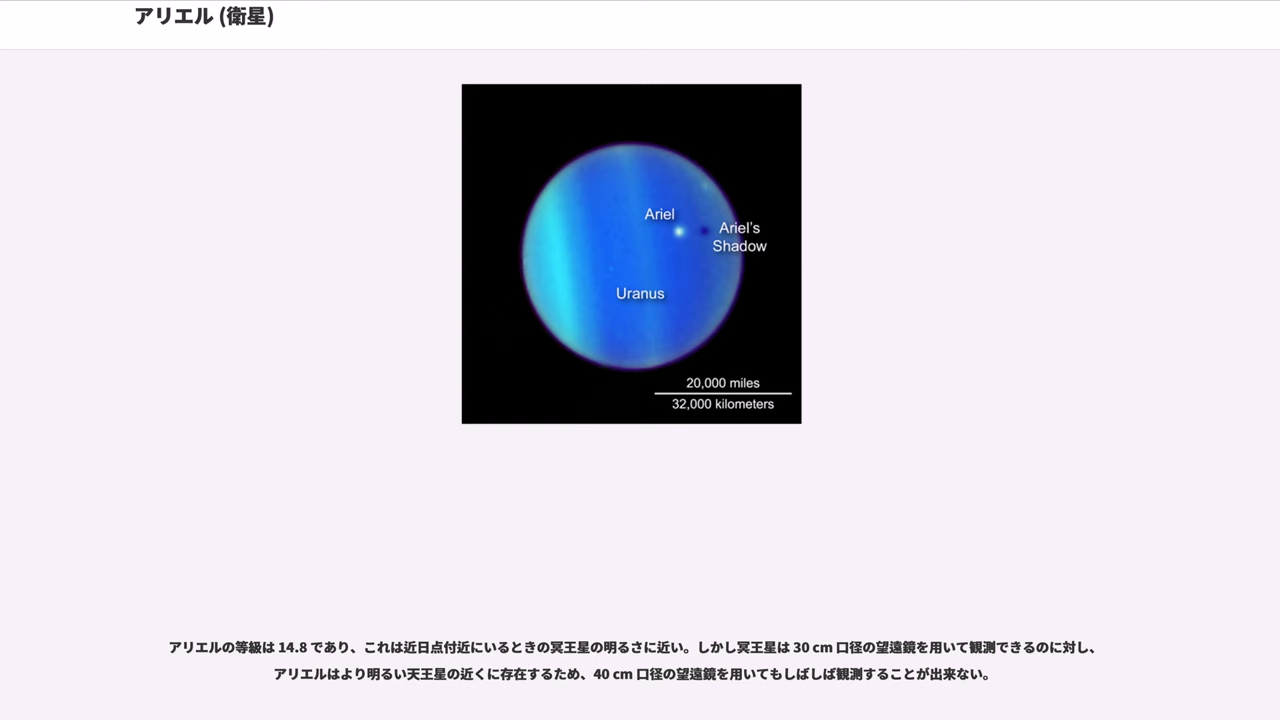 アリエル (衛星)
Ariel
Ariel's
Shadow
Uranus
20,000 miles
32,000 kilometers
アリエルの等級は 14.8 であり、これは近日点付近にいるときの冥王星の明るさに近い。しかし冥王星は 30 cm 口径の望遠鏡を用いて観測できるのに対し、
アリエルはより明るい天王星の近くに存在するため、40 cm 口径の望遠鏡を用いてもしばしば観測することが出来ない。